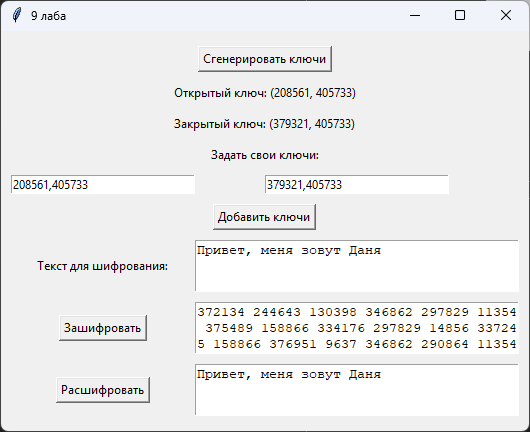 9 лаба
Сгенерировать ключи
Открытый ключ: (208561, 405733)
Закрытый ключ: (379321, 405733)
Задать свои ключи:
208561,405733 379321,405733
Добавить ключи
Привет, меня зовут Даня
Текст для шифрования:
372134 244643 130398 346862 297829 11354
Зашифровать
375489 158866 334176 297829 14856 33724
5 158866 376951 9637 346862 290864 11354
Привет, меня зовут Даня
Расшифровать